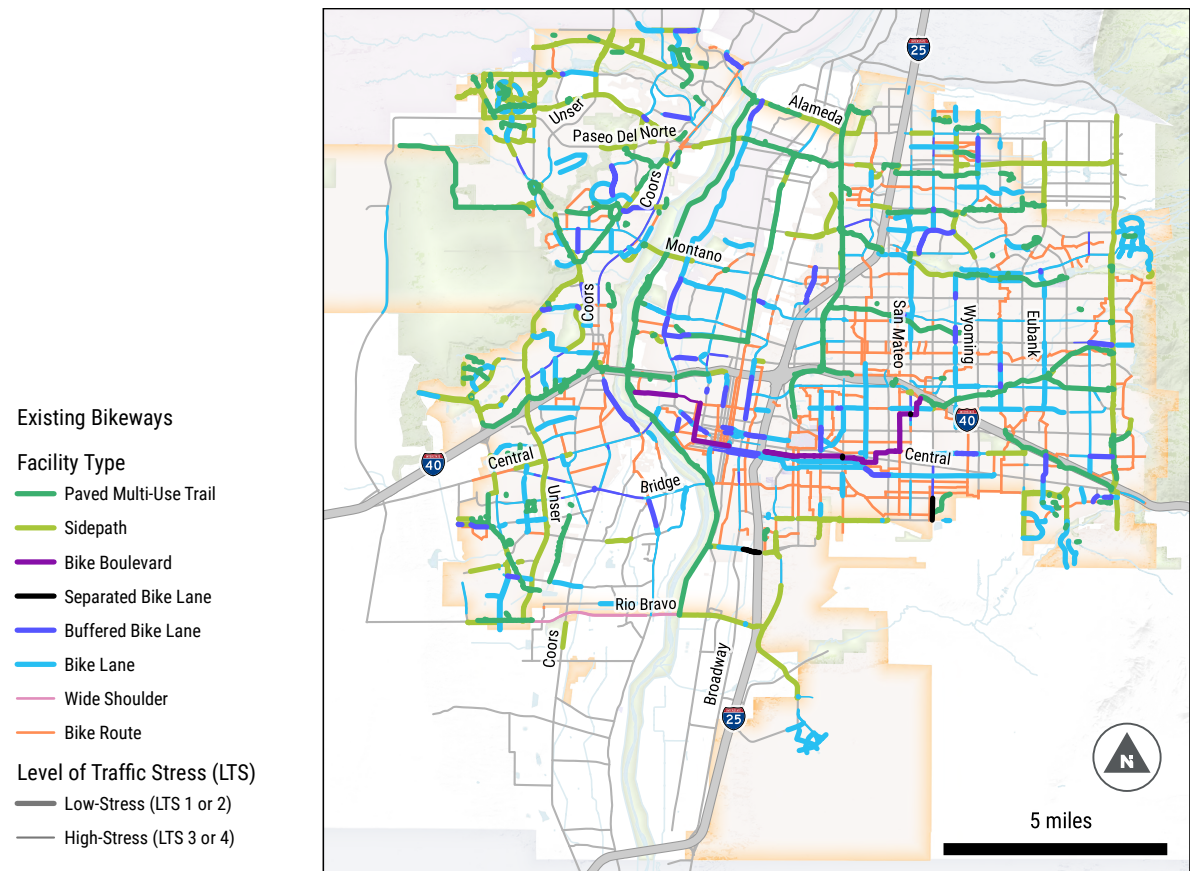 Existing Bikeways
Facility Type
Paved Multi-Use Trail
Sidepath
Bike Boulevard
Separated Bike Lane
Buffered Bike Lane
Bike Lane
Wide Shoulder
Bike Route
Level of Traffic Stress (LTS)
Low-Stress (LTS 1 or 2)
High-Stress (LTS 3 or 4)
25
Alameda
Unser
Paseo Del Norte
Coors
Montano
Coors
San Mateo
Wyoming
Eubank
40
40
Central
Central
Unser
Bridge
Rio Bravo
Coors
Broadway
25
N
5 miles